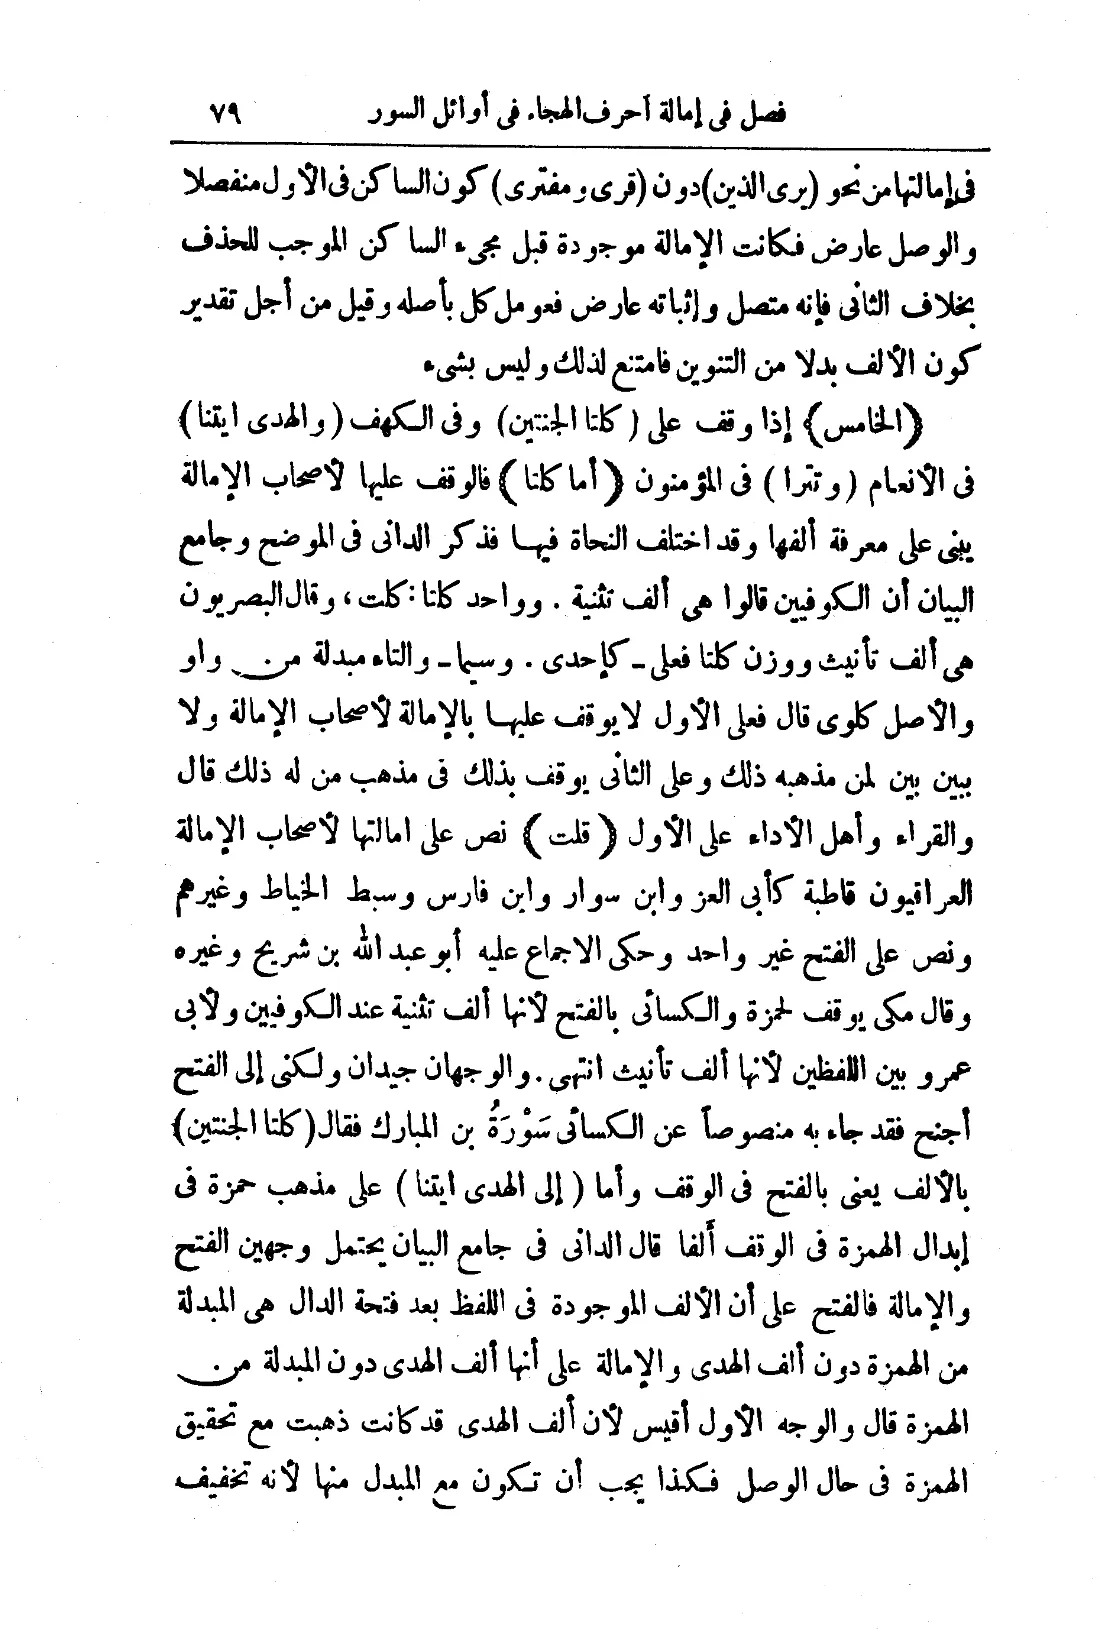 فصل فى إمالة أحرف الهجاء فى أوائل السور ٧٩
فى إمالتها من نحو (يرى الذين) دون (قرى ومفترى) كون الساكن فى الأول منفصلا
والوصل عارض فكانت الإمالة موجودة قبل مجىء الساكن الموجب للحذف
بخلاف الثانى فإنه متصل وإثباته عارض فعومل كل بأصله وقيل من أجل تقدير
كون الألف بدلا من التنوين فامتنع لذلك وليس بشىء
(الخامس) إذا وقف على (كلتا الجنتين) وفى الكهف (والهدى ايتنا)
فى الأنعام (وتترا) فى المؤمنون (أما كلتا) فالوقف عليها لأصحاب الإمالة
يبنى على معرفة ألفها وقد اختلف النحاة فيها فذكر الدانى فى الموضح وجامع
البيان أن الكوفيين قالوا هى ألف تثنية . وواحد كلتا: كلت، وقال البصريون
هى ألف تأنيث ووزن كلتا فعلى ـ كإحدى . وسيما ـ والتاء مبدلة من واو
والأصل كلوى قال فعلى الأول لا يوقف عليها بالإمالة لأصحاب الإمالة ولا
ببين بين لمن مذهبه ذلك وعلى الثانى يوقف بذلك فى مذهب من له ذلك قال
والقراء وأهل الأداء على الأول (قلت) نص على امالتها لأصحاب الإمالة
العراقيون قاطبة كأبى العز وابن سوار وابن فارس وسبط الخياط وغيرهم
ونص على الفتح غير واحد وحكى الاجماع عليه أبو عبد الله بن شريح وغيره
وقال مكى يوقف لحمزة والكسائى بالفتح لأنها ألف تثنية عند الكوفيين ولأبى
عمرو بين اللفظين لأنها ألف تأنيث انتهى . والوجهان جيدان ولكنى إلى الفتح
أجنح فقد جاء به منصوصاً عن الكسائى سَوْرَةُ بن المبارك فقال (كلتا الجنتين)
بالألف يعنى بالفتح فى الوقف وأما (إلى الهدى ايتنا) على مذهب حمزة فى
إبدال الهمزة فى الوقف ألفا قال الدانى فى جامع البيان يحتمل وجهين الفتح
والإمالة فالفتح على أن الألف الموجودة فى اللفظ بعد فتحة الدال هى المبدلة
من الهمزة دون ألف الهدى والإمالة على أنها ألف الهدى دون المبدلة من
الهمزة قال والوجه الأول أقيس لأن ألف الهدى قد كانت ذهبت مع تحقيق
الهمزة فى حال الوصل فكذا يجب أن تكون مع المبدل منها لأنه تخفيف